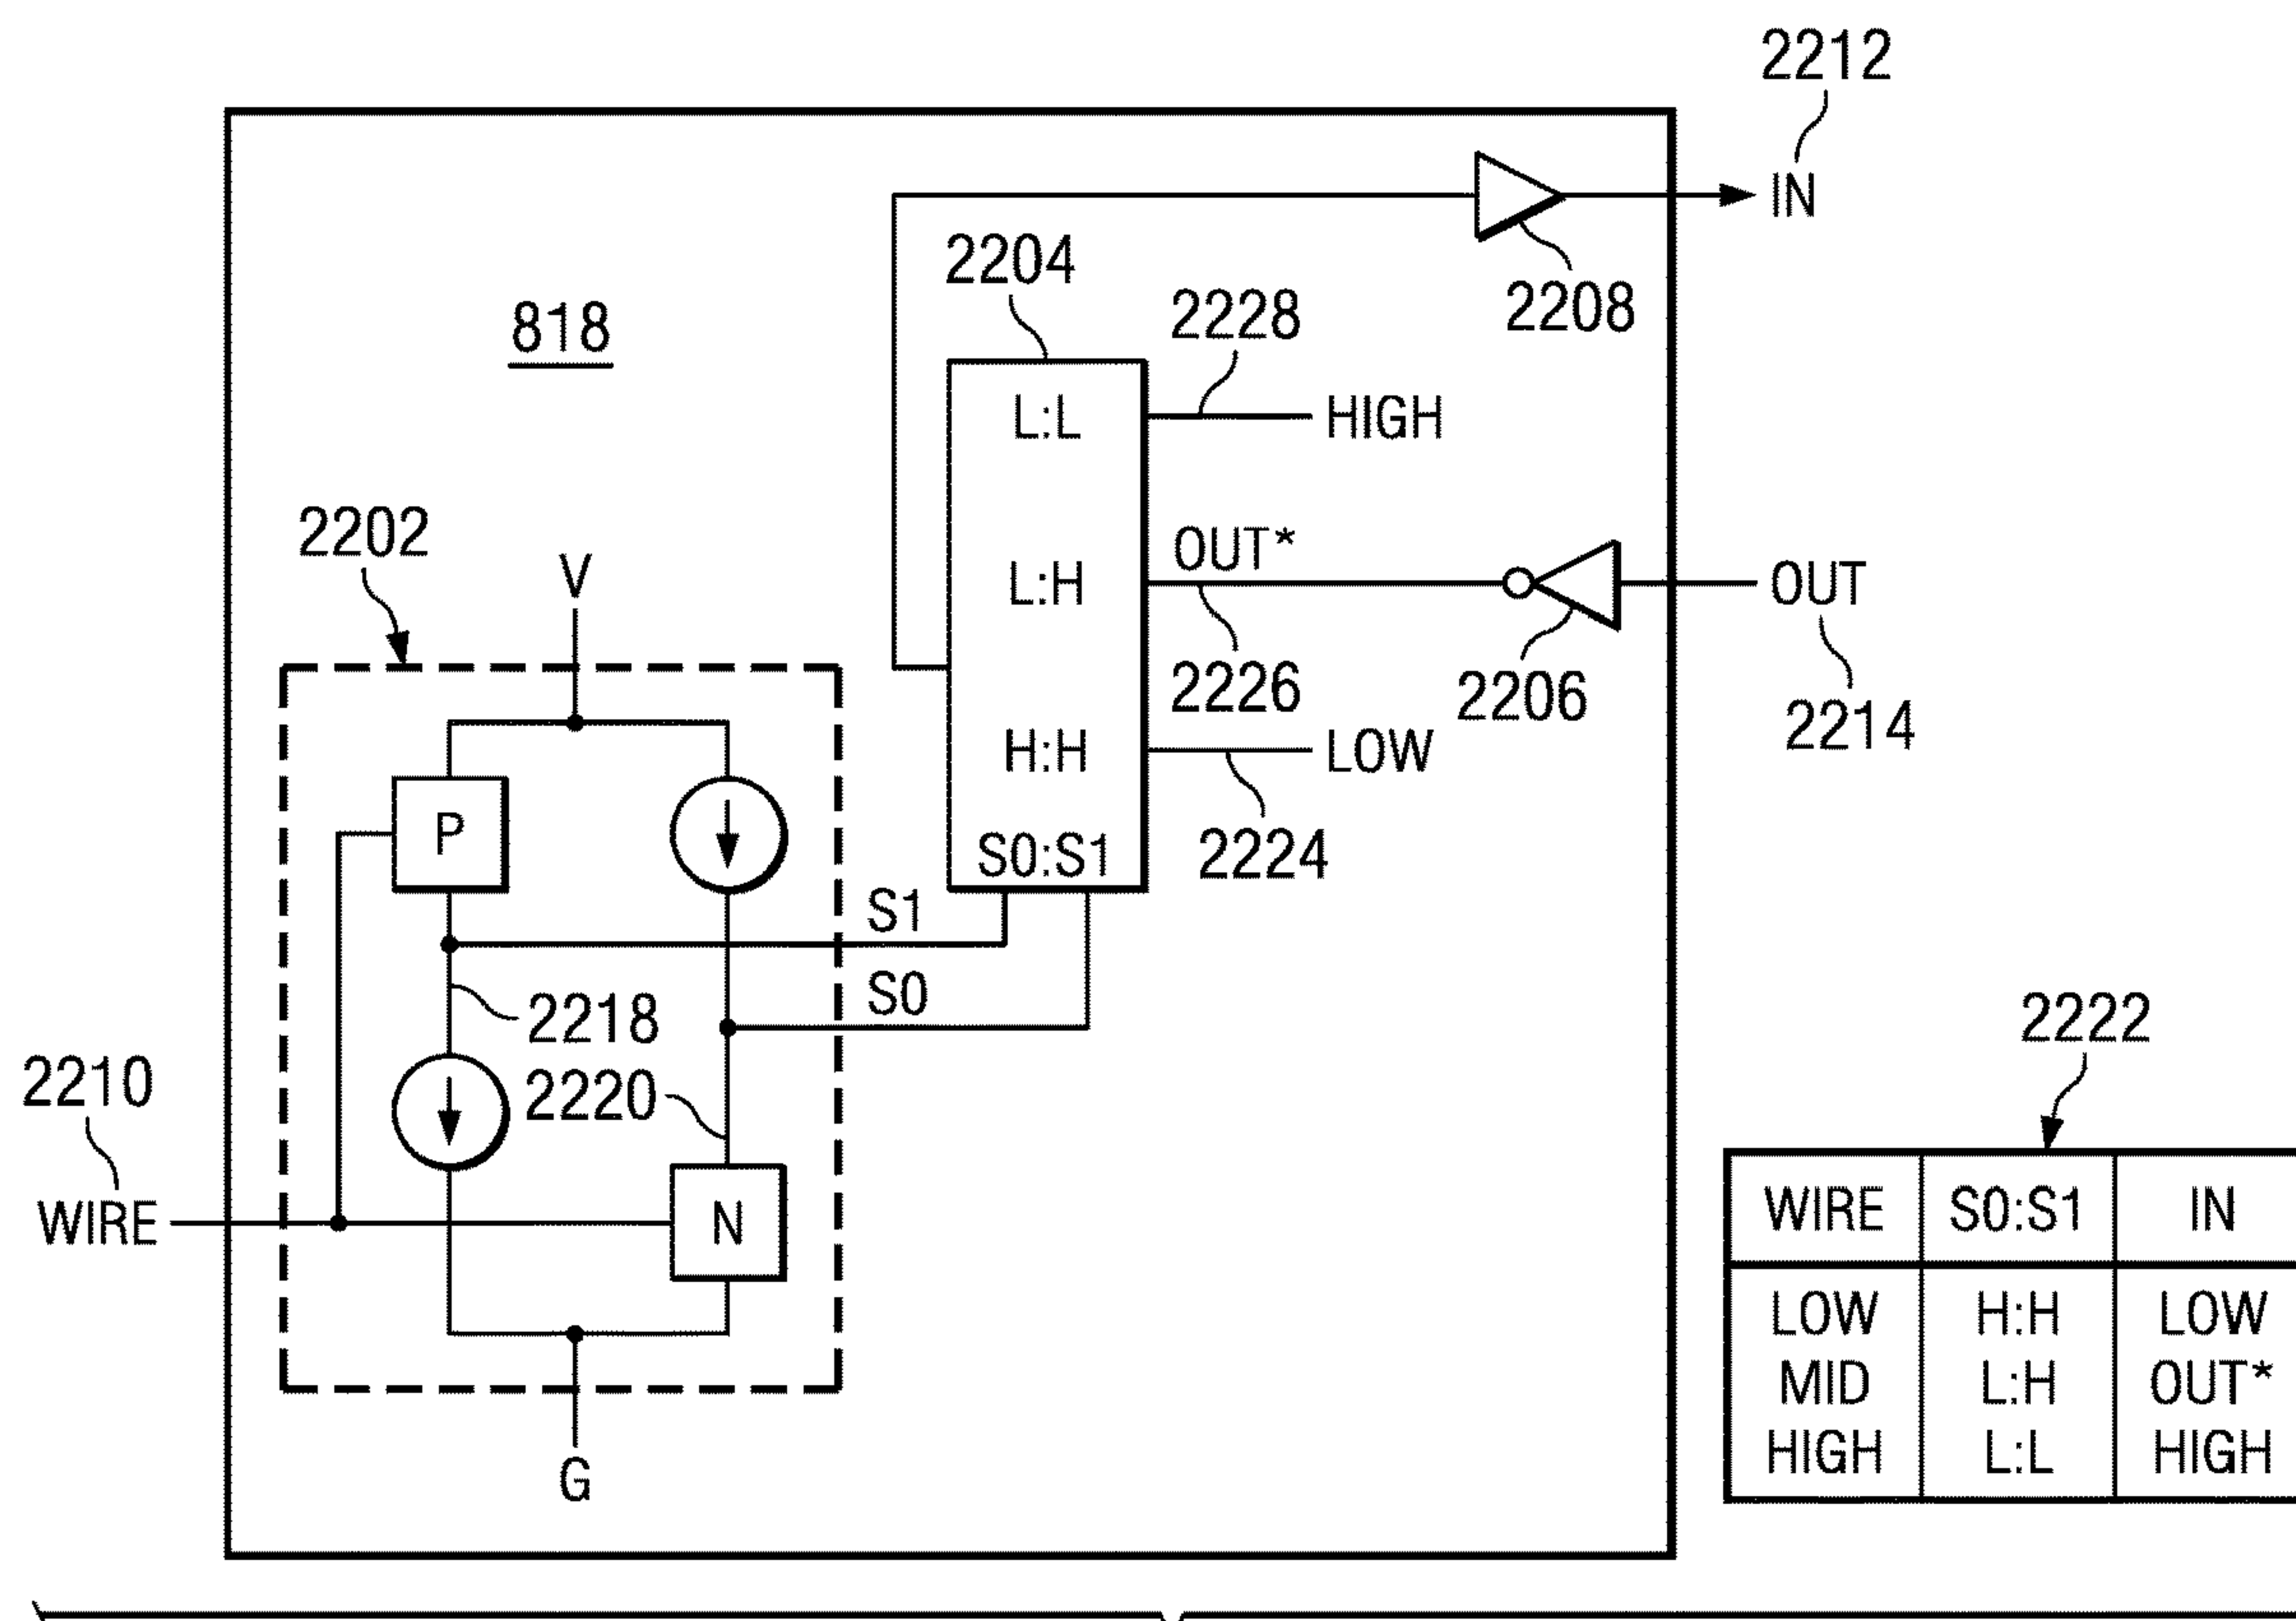 2212
IN
2204
2228
2208
818
L:L
HIGH
2202
V
OUT*
L:H
OUT
2226
2206
2214
H:H
LOW
P
S0:S1
2224
S1
S0
2218
2222
2210
2220
WIRE
N
G
WIRE S0:S1 IN
LOW H:H LOW
MID L:H OUT*
HIGH L:L HIGH